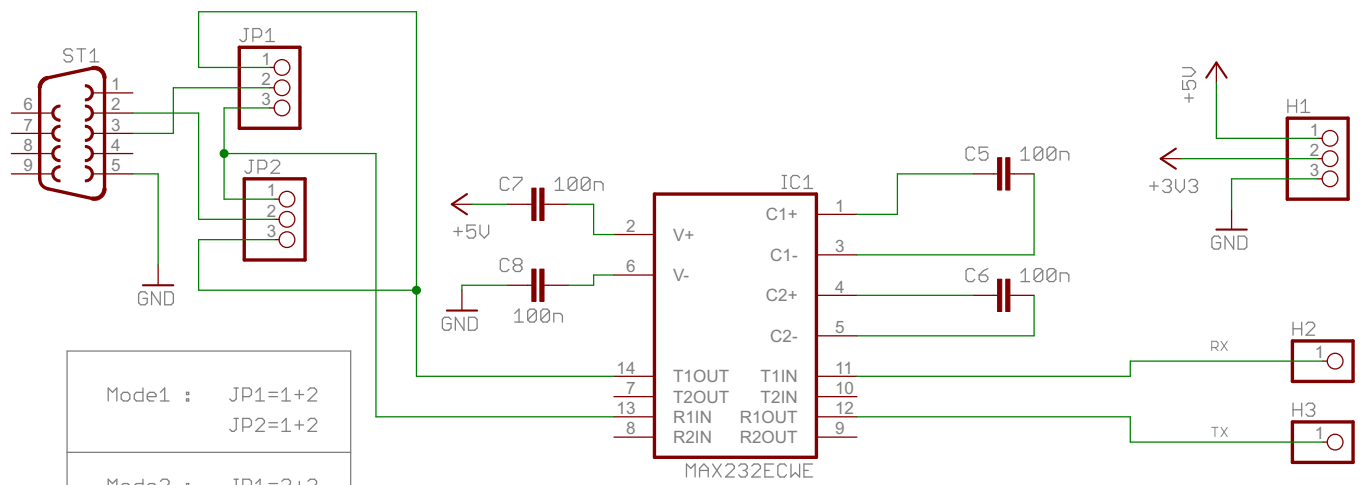 ST1
1
6
2
7
3
8
4
9
5
GND
JP1
1
2
3
JP2
1
2
3
Mode1 : JP1=1+2
JP2=1+2
Mode2 :
C7 100n
+5V
C8
100n
GND
IC1
2 V+
6 V-
14 T1OUT
7 T2OUT
13 R1IN
8 R2IN
C1+ 1
C1- 3
C2+ 4
C2- 5
T1IN 11
T2IN 10
R1OUT 12
R2OUT 9
MAX232ECWE
C5 100n
C6 100n
+5V
+3V3
GND
H1
1
2
3
RX
H2
1
TX
H3
1